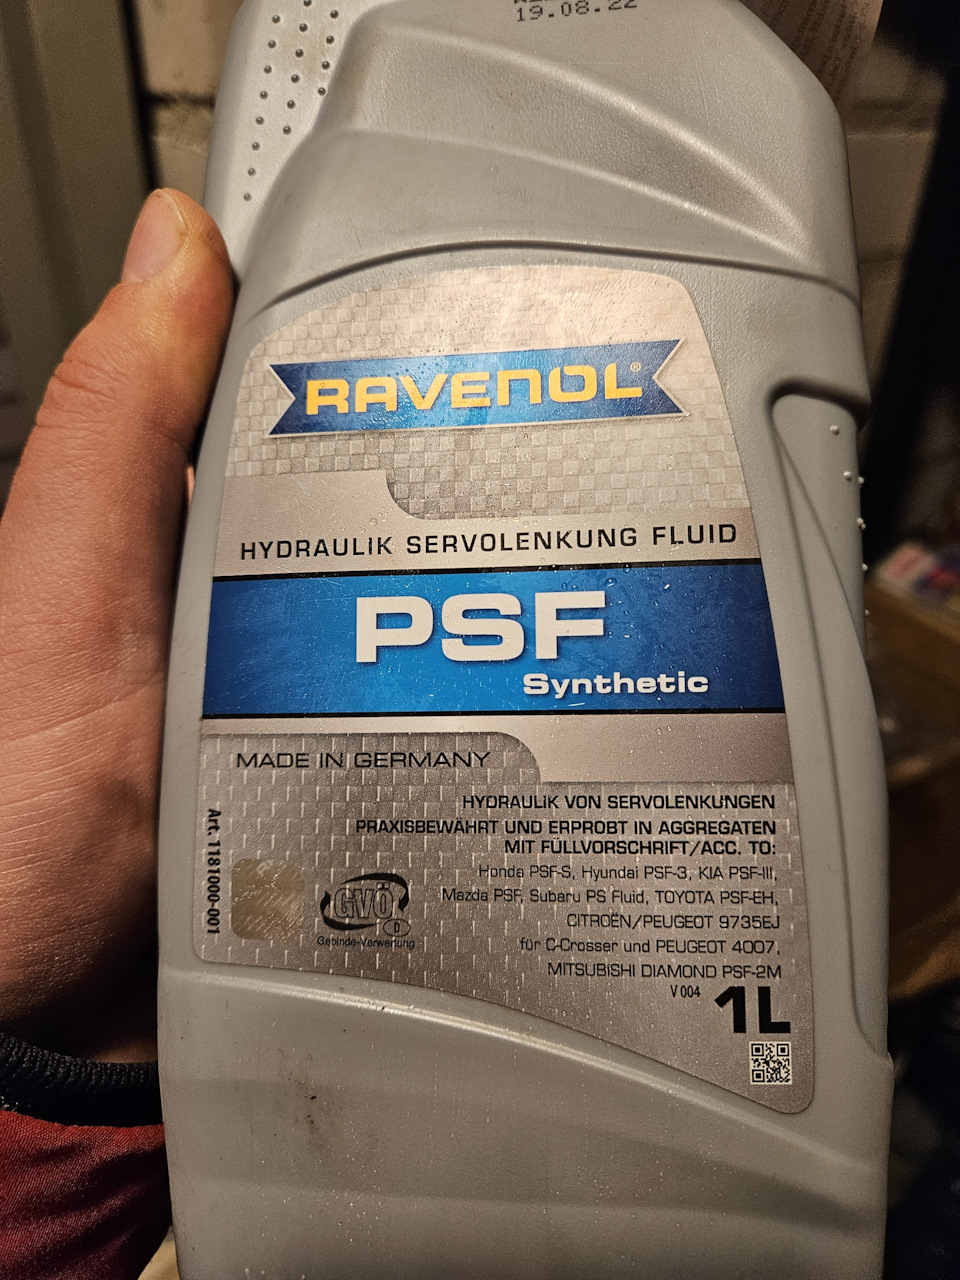 19.08.22
RAVENOL®
HYDRAULIK SERVOLENKUNG FLUID
PSF
Synthetic
MADE IN GERMANY
HYDRAULIK VON SERVOLENKUNGEN
PRAXISBEWÄHRT UND ERPROBT IN AGGREGATEN
MIT FÜLLVORSCHRIFT/ACC. TO:
Honda PSF-S, Hyundai PSF-3, KIA PSF-III,
Mazda PSF, Subaru PS Fluid, TOYOTA PSF-EH,
CITROËN/PEUGEOT 9735EJ
für C-Crosser und PEUGEOT 4007,
MITSUBISHI DIAMOND PSF-2M
V 004
1L
Art. 1181000-001
GVÖ
D
Gebinde-Verwertung